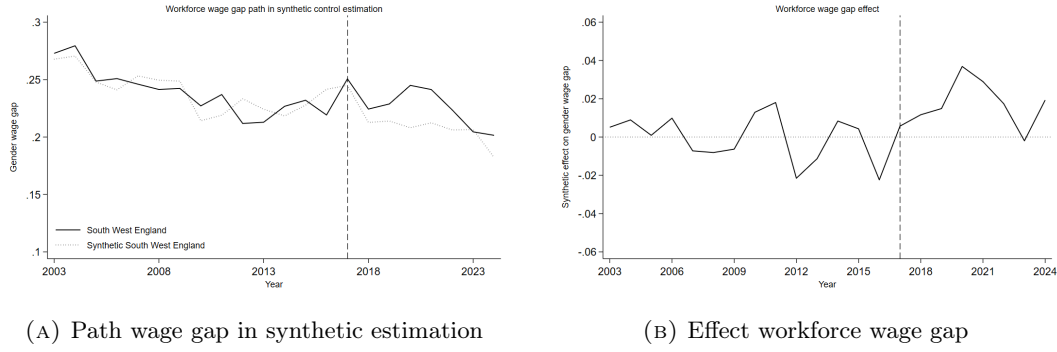 Workforce wage gap path in synthetic control estimation
.3
.25
.2
.15
.1
Gender wage gap
South West England
Synthetic South West England
2003 2008 2013 2018 2023
Year
(A) Path wage gap in synthetic estimation
Workforce wage gap effect
.06
.04
.02
0
-.02
-.04
-.06
Synthetic effect on gender wage gap
2003 2006 2009 2012 2015 2018 2021 2024
Year
(B) Effect workforce wage gap